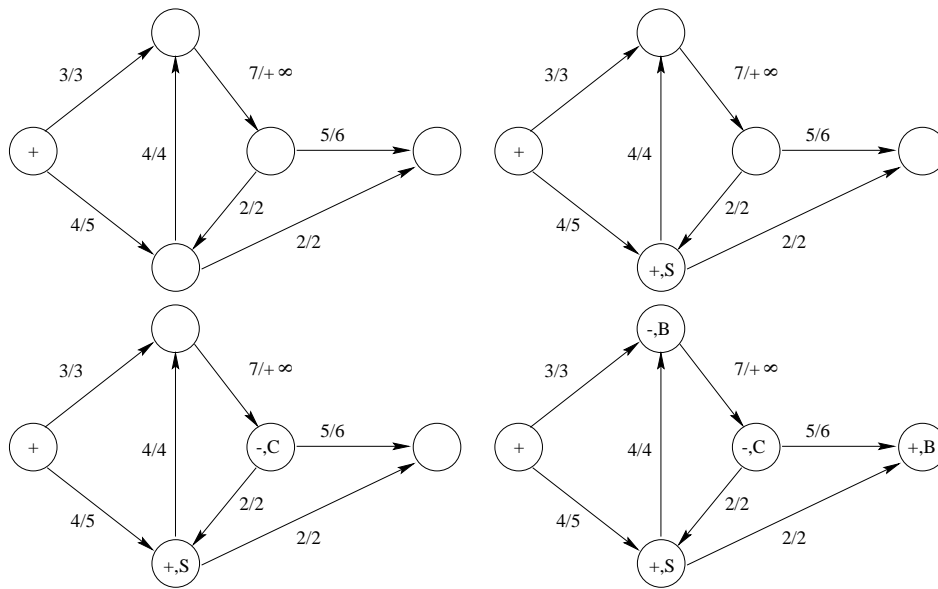 3/3 7/+ ∞
+ 4/4 5/6
4/5 2/2
2/2
3/3 7/+ ∞
+ 4/4 5/6
4/5 2/2
+,S 2/2
3/3 7/+ ∞
+ 4/4 -,C 5/6
4/5 2/2
+,S 2/2
-,B
3/3 7/+ ∞
+ 4/4 -,C 5/6 +,B
4/5 2/2
+,S 2/2